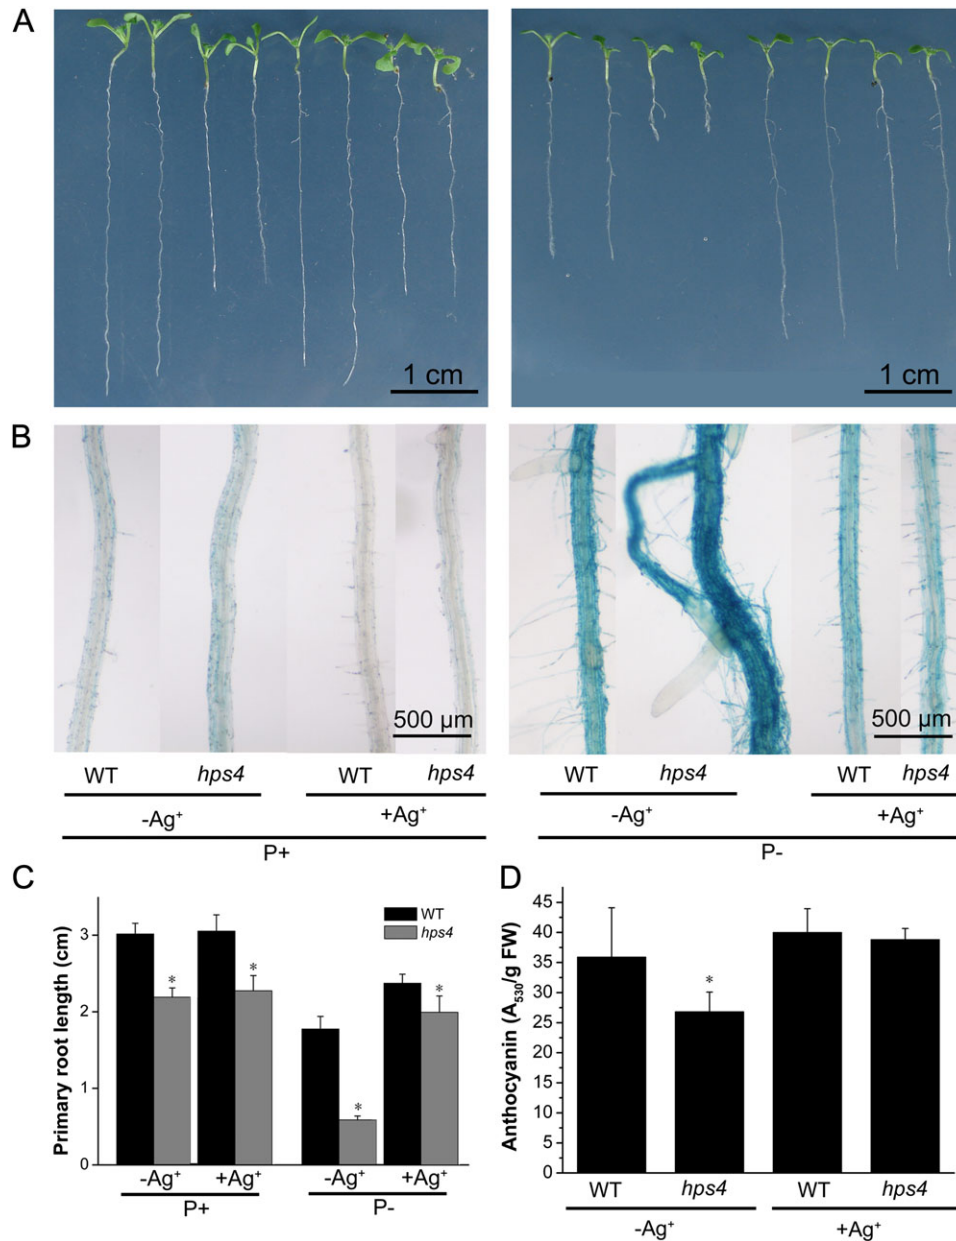 A
1 cm
1 cm
B
500 µm
500 µm
WT hps4 WT hps4
-Ag⁺ +Ag⁺
P+
WT hps4 WT hps4
-Ag⁺ +Ag⁺
P-
C
Primary root length (cm)
3
2
1
0
WT
hps4
*
*
*
*
-Ag⁺ +Ag⁺ -Ag⁺ +Ag⁺
P+ P-
D
Anthocyanin (A₅₃₀/g FW)
45
40
35
30
25
20
15
10
5
0
*
WT hps4 WT hps4
-Ag⁺ +Ag⁺